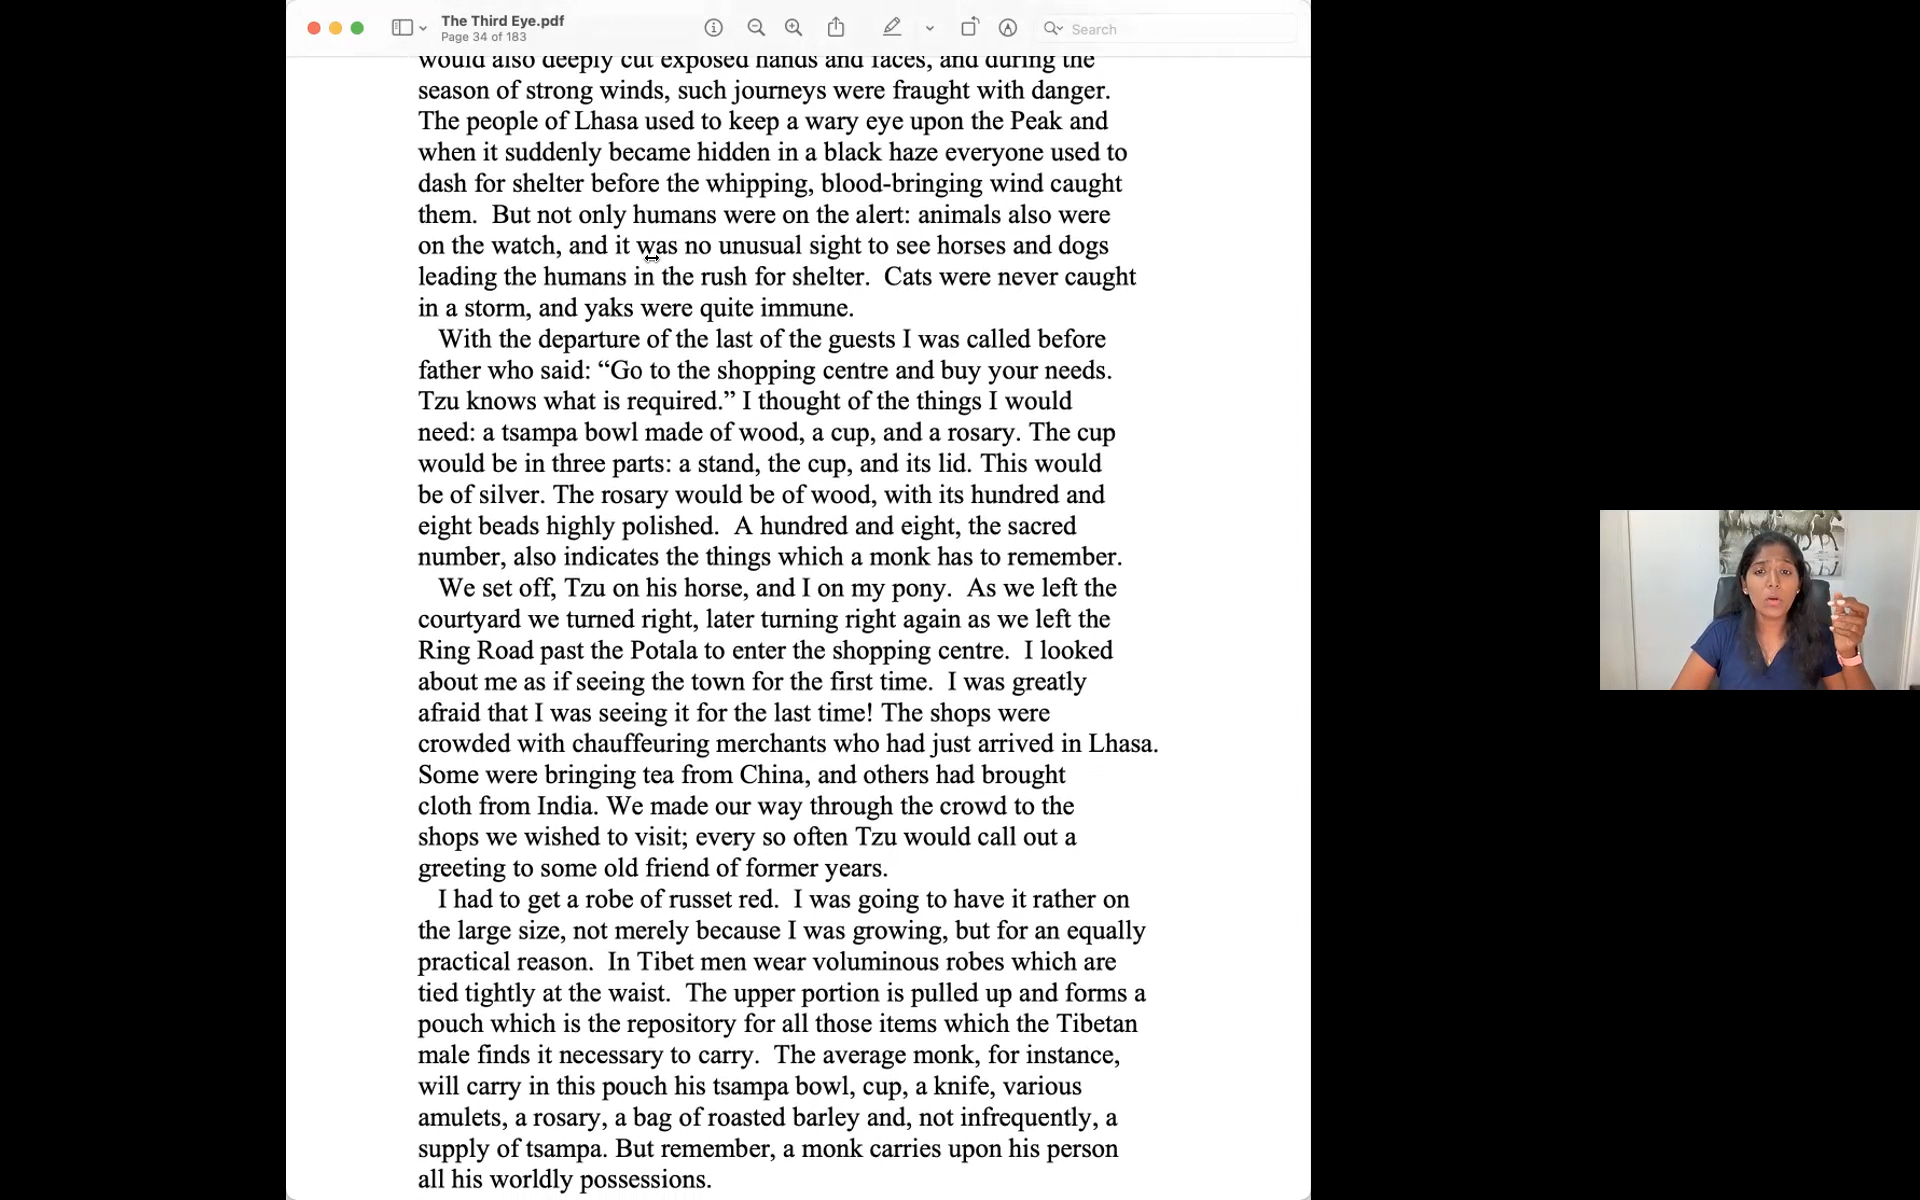 The Third Eye.pdf
Page 34 of 183
Search
would also deeply cut exposed hands and faces, and during the
season of strong winds, such journeys were fraught with danger.
The people of Lhasa used to keep a wary eye upon the Peak and
when it suddenly became hidden in a black haze everyone used to
dash for shelter before the whipping, blood-bringing wind caught
them.  But not only humans were on the alert: animals also were
on the watch, and it was no unusual sight to see horses and dogs
leading the humans in the rush for shelter.  Cats were never caught
in a storm, and yaks were quite immune.
With the departure of the last of the guests I was called before
father who said: “Go to the shopping centre and buy your needs.
Tzu knows what is required.” I thought of the things I would
need: a tsampa bowl made of wood, a cup, and a rosary. The cup
would be in three parts: a stand, the cup, and its lid. This would
be of silver. The rosary would be of wood, with its hundred and
eight beads highly polished.  A hundred and eight, the sacred
number, also indicates the things which a monk has to remember.
We set off, Tzu on his horse, and I on my pony.  As we left the
courtyard we turned right, later turning right again as we left the
Ring Road past the Potala to enter the shopping centre.  I looked
about me as if seeing the town for the first time.  I was greatly
afraid that I was seeing it for the last time! The shops were
crowded with chauffeuring merchants who had just arrived in Lhasa.
Some were bringing tea from China, and others had brought
cloth from India. We made our way through the crowd to the
shops we wished to visit; every so often Tzu would call out a
greeting to some old friend of former years.
I had to get a robe of russet red.  I was going to have it rather on
the large size, not merely because I was growing, but for an equally
practical reason.  In Tibet men wear voluminous robes which are
tied tightly at the waist.  The upper portion is pulled up and forms a
pouch which is the repository for all those items which the Tibetan
male finds it necessary to carry.  The average monk, for instance,
will carry in this pouch his tsampa bowl, cup, a knife, various
amulets, a rosary, a bag of roasted barley and, not infrequently, a
supply of tsampa. But remember, a monk carries upon his person
all his worldly possessions.